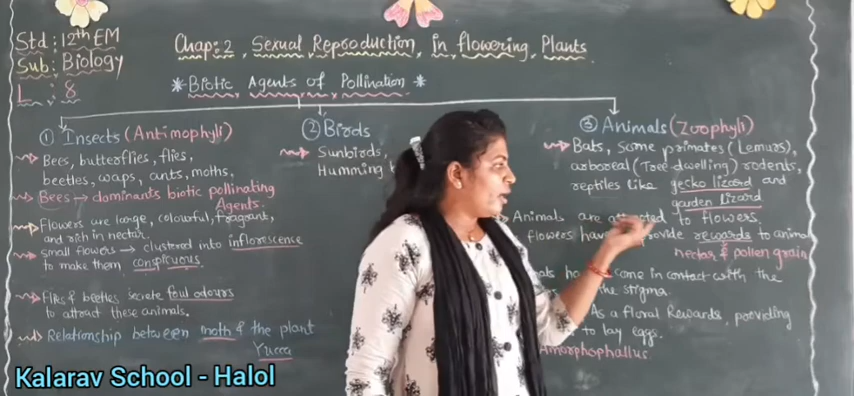 Std : 12th EM
Sub : Biology
L : 8
Chap: 2, Sexual Reproduction, in flowering, Plants.
* Biotic, Agents of Pollination *
① Insects (Antimophyli)
Bees, butterflies, flies,
beetles, waps, ants, moths,
Bees → dominants biotic pollinating
Agents.
Flowers are large, colourful, fragrant,
and rich in nectar.
Small flowers → clustered into inflorescence
to make them conspicuous.
Flies & beetles secrete foul odours
to attract these animals.
Relationship between moth & the plant
Yucca
② Birds
Sunbirds,
Humming
③ Animals (Zoophyli)
Bats, Some primates (Lemurs),
arboreal (Tree-dwelling) rodents,
reptiles like gecko lizard and
garden lizard
Animals are attracted to flowers.
flowers have provide rewards to animal
nectar & pollen grain
come in contact with the
stigma.
As a floral Rewards, providing
to lay eggs.
Amorphophallus
Kalarav School - Halol